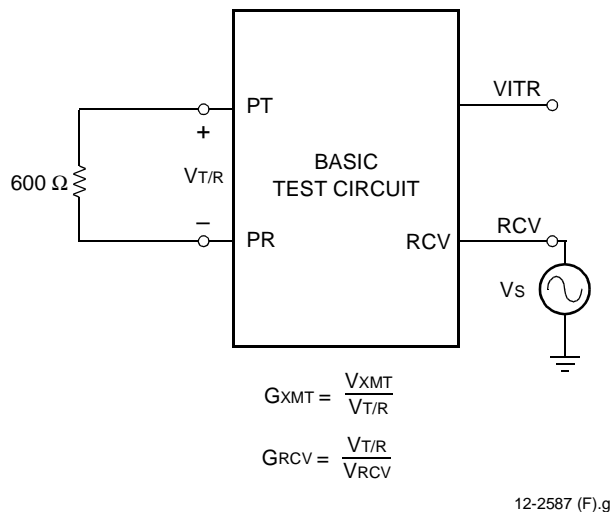 PT
VITR
+
BASIC
TEST CIRCUIT
600 Ω
VT/R
–
PR
RCV
RCV
VS
GXMT = VXMT / VT/R
GRCV = VT/R / VRCV
12-2587 (F).g